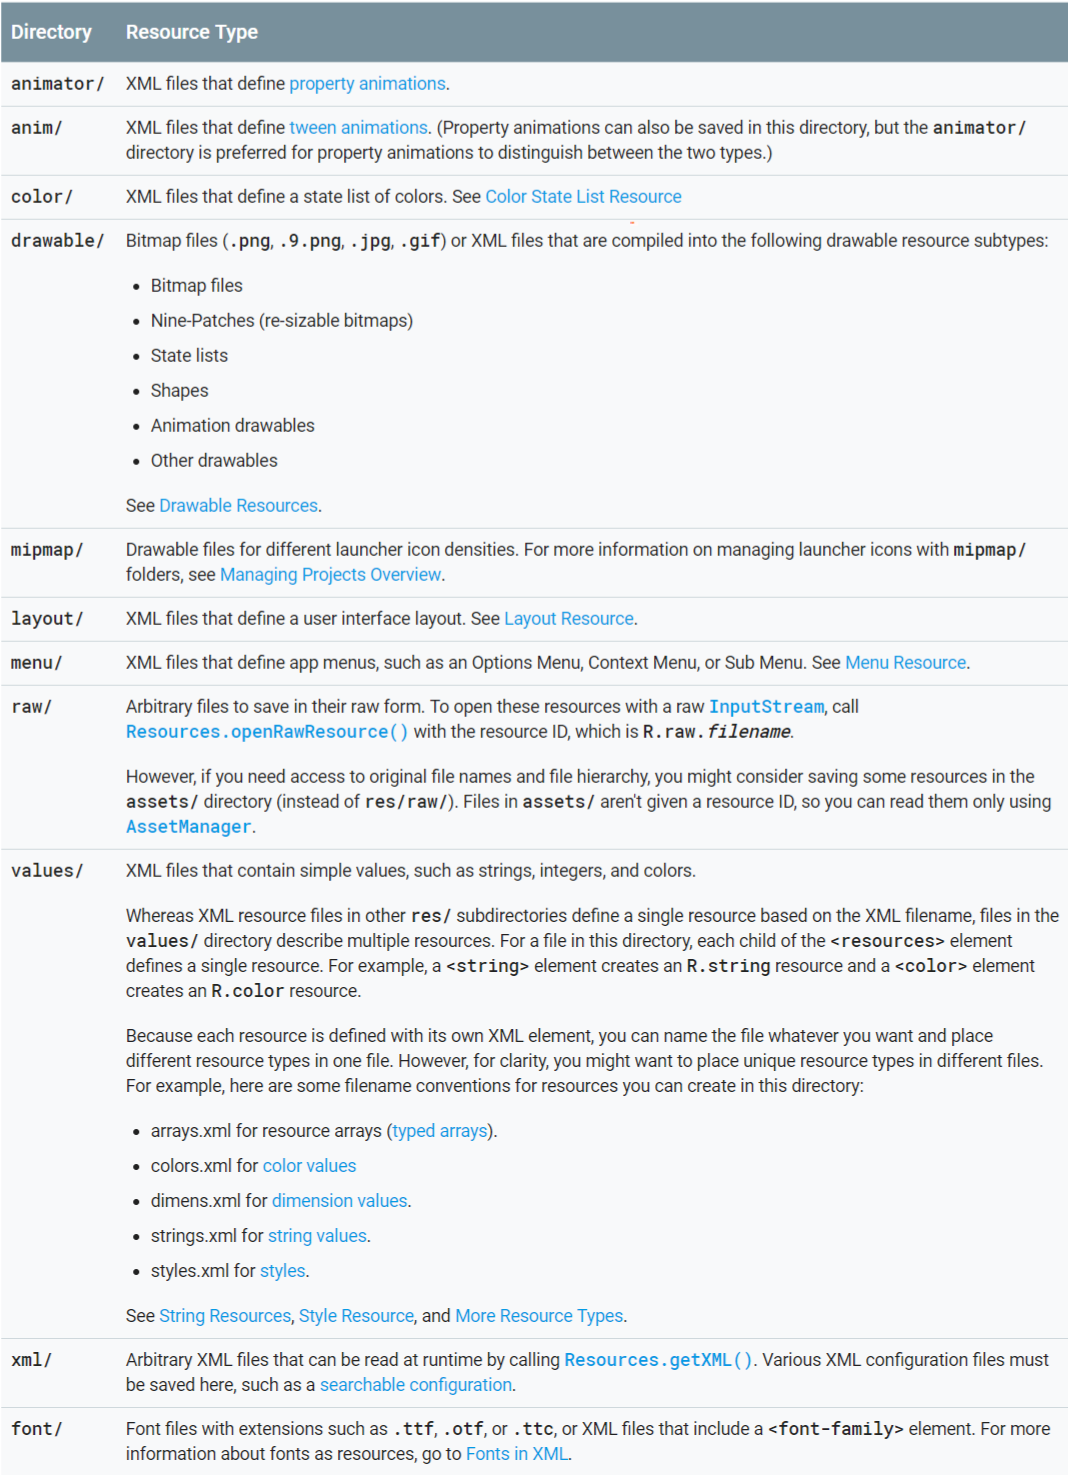 Directory Resource Type
animator/ XML files that define property animations.
anim/ XML files that define tween animations. (Property animations can also be saved in this directory, but the animator/
directory is preferred for property animations to distinguish between the two types.)
color/ XML files that define a state list of colors. See Color State List Resource
drawable/ Bitmap files (.png, .9.png, .jpg, .gif) or XML files that are compiled into the following drawable resource subtypes:
• Bitmap files
• Nine-Patches (re-sizable bitmaps)
• State lists
• Shapes
• Animation drawables
• Other drawables
See Drawable Resources.
mipmap/ Drawable files for different launcher icon densities. For more information on managing launcher icons with mipmap/
folders, see Managing Projects Overview.
layout/ XML files that define a user interface layout. See Layout Resource.
menu/ XML files that define app menus, such as an Options Menu, Context Menu, or Sub Menu. See Menu Resource.
raw/ Arbitrary files to save in their raw form. To open these resources with a raw InputStream, call
Resources.openRawResource() with the resource ID, which is R.raw.filename.
However, if you need access to original file names and file hierarchy, you might consider saving some resources in the
assets/ directory (instead of res/raw/). Files in assets/ aren't given a resource ID, so you can read them only using
AssetManager.
values/ XML files that contain simple values, such as strings, integers, and colors.
Whereas XML resource files in other res/ subdirectories define a single resource based on the XML filename, files in the
values/ directory describe multiple resources. For a file in this directory, each child of the <resources> element
defines a single resource. For example, a <string> element creates an R.string resource and a <color> element
creates an R.color resource.
Because each resource is defined with its own XML element, you can name the file whatever you want and place
different resource types in one file. However, for clarity, you might want to place unique resource types in different files.
For example, here are some filename conventions for resources you can create in this directory:
• arrays.xml for resource arrays (typed arrays).
• colors.xml for color values
• dimens.xml for dimension values.
• strings.xml for string values.
• styles.xml for styles.
See String Resources, Style Resource, and More Resource Types.
xml/ Arbitrary XML files that can be read at runtime by calling Resources.getXML(). Various XML configuration files must
be saved here, such as a searchable configuration.
font/ Font files with extensions such as .ttf, .otf, or .ttc, or XML files that include a <font-family> element. For more
information about fonts as resources, go to Fonts in XML.